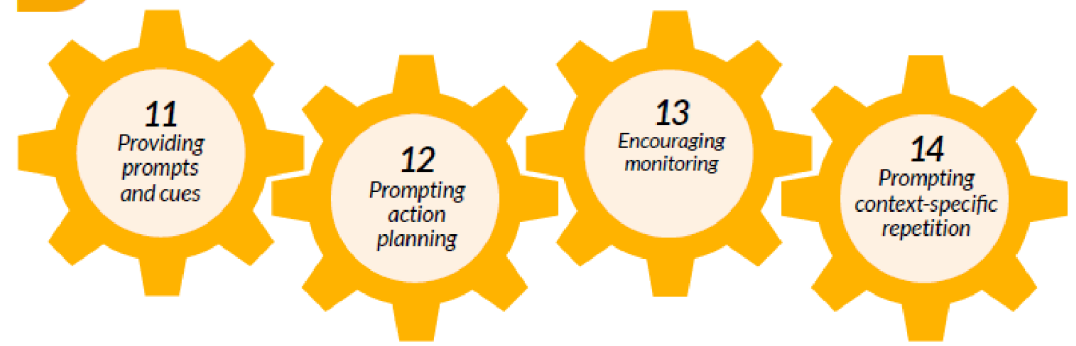 11
Providing
prompts
and cues
12
Prompting
action
planning
13
Encouraging
monitoring
14
Prompting
context-specific
repetition